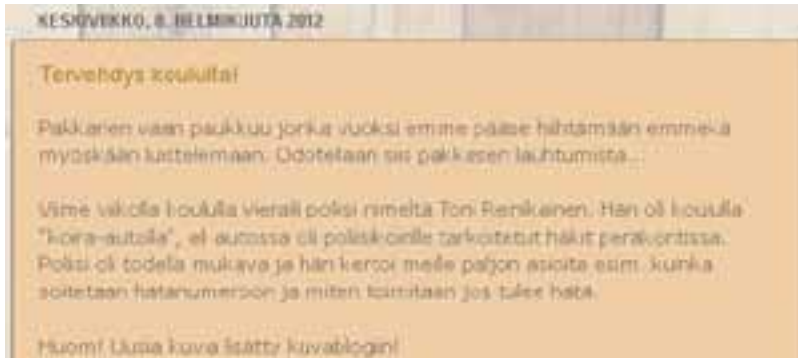 KESKIVIIKKO, 8. HELMIKUUTA 2012
Tervehdys koululta!
Pakkanen vaan paukkuu jonka vuoksi emme pääse hiihtämään emmekä
myöskään luistelemaan. Odotellaan siis pakkasen lauhtumista...
Viime viikolla koululla vieraili poliisi nimeltä Toni. Hän oli koululla
"koira-autolla", eli autossa oli poliisikoirille tarkoitetut häkit peräkontissa.
Poliisi oli todella mukava ja hän kertoi meille paljon asioita esim. kuinka
soitetaan hätänumeroon ja miten toimitaan jos tulee hätä.
Huom! Uusia kuvia lisätty kuvablogiin!